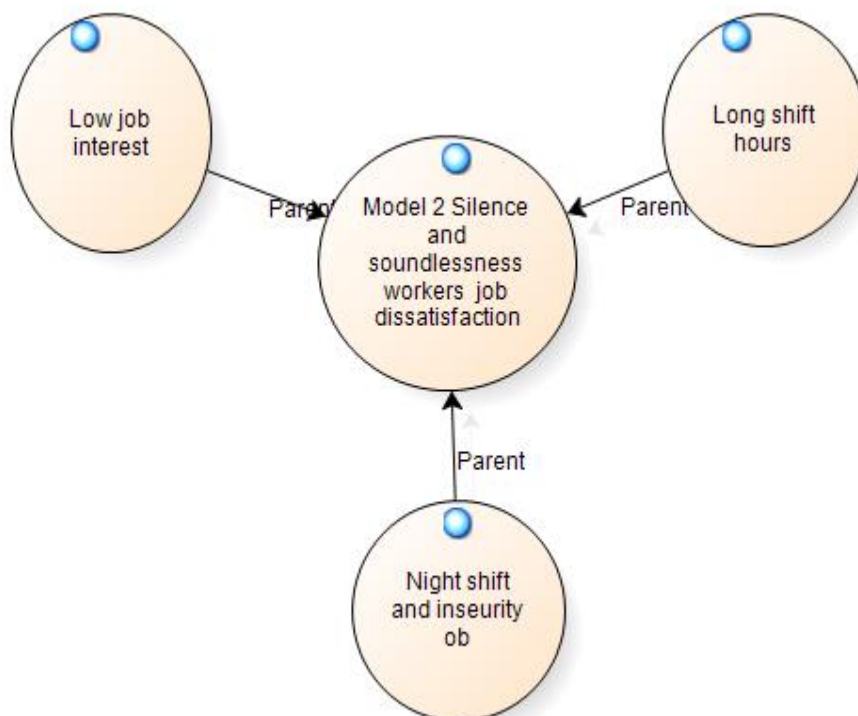 Low job
interest
Long shift
hours
Parent
Parent
Model 2 Silence
and
soundlessness
workers job
dissatisfaction
Parent
Night shift
and inseurity
ob